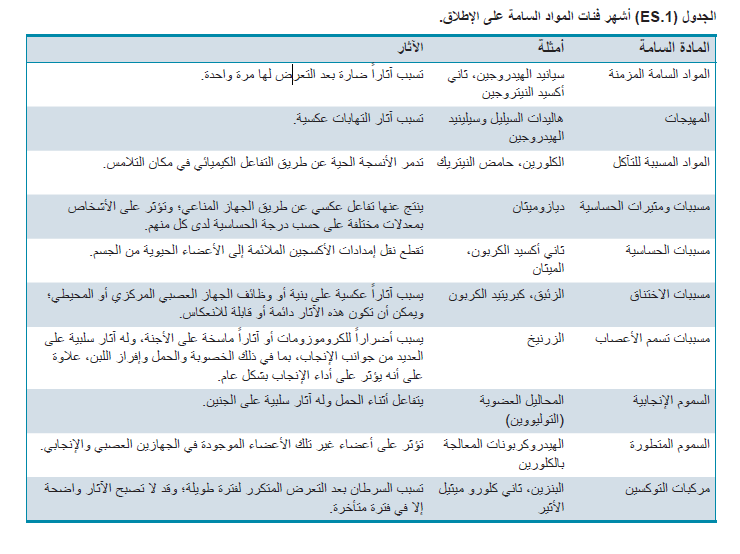 الجدول (ES.1) أشهر فئات المواد السامة على الإطلاق.
المادة السامة أمثلة الآثار
المواد السامة المزمنة سيانيد الهيدروجين، ثاني تسبب آثاراً ضارة بعد التعرض لها مرة واحدة.
أكسيد النيتروجين
المهيجات هاليدات السيليل وسيلينيد تسبب آثار التهابات عكسية.
الهيدروجين
المواد المسببة للتآكل الكلورين، حامض النيتريك تدمر الأنسجة الحية عن طريق التفاعل الكيميائي في مكان التلامس.
مسببات ومثيرات الحساسية ديازوميثان ينتج عنها تفاعل عكسي عن طريق الجهاز المناعي؛ وتؤثر على الأشخاص
بمعدلات مختلفة على حسب درجة الحساسية لدى كل منهم.
مسببات الحساسية ثاني أكسيد الكربون، تقطع نقل إمدادات الأكسجين الملائمة إلى الأعضاء الحيوية من الجسم.
الميثان
مسببات الاختناق الزئبق، كبريتيد الكربون يسبب آثاراً عكسية على بنية أو وظائف الجهاز العصبي المركزي أو المحيطي؛
ويمكن أن تكون هذه الآثار دائمة أو قابلة للانعكاس.
مسببات تسمم الأعصاب الزرنيخ يسبب أضراراً للكروموزومات أو آثاراً ماسخة على الأجنة، وله آثار سلبية على
العديد من جوانب الإنجاب، بما في ذلك الخصوبة والحمل وإفراز اللبن، علاوة
على أنه يؤثر على أداء الإنجاب بشكل عام.
السموم الإنجابية المحاليل العضوية يتفاعل أثناء الحمل وله آثار سلبية على الجنين.
(التوليووين)
السموم المتطورة الهيدروكربونات المعالجة تؤثر على أعضاء غير تلك الأعضاء الموجودة في الجهازين العصبي والإنجابي.
بالكلورين
مركبات التوكسين البنزين، ثاني كلورو ميثيل تسبب السرطان بعد التعرض المتكرر لفترة طويلة؛ وقد لا تصبح الآثار واضحة
الأثير إلا في فترة متأخرة.